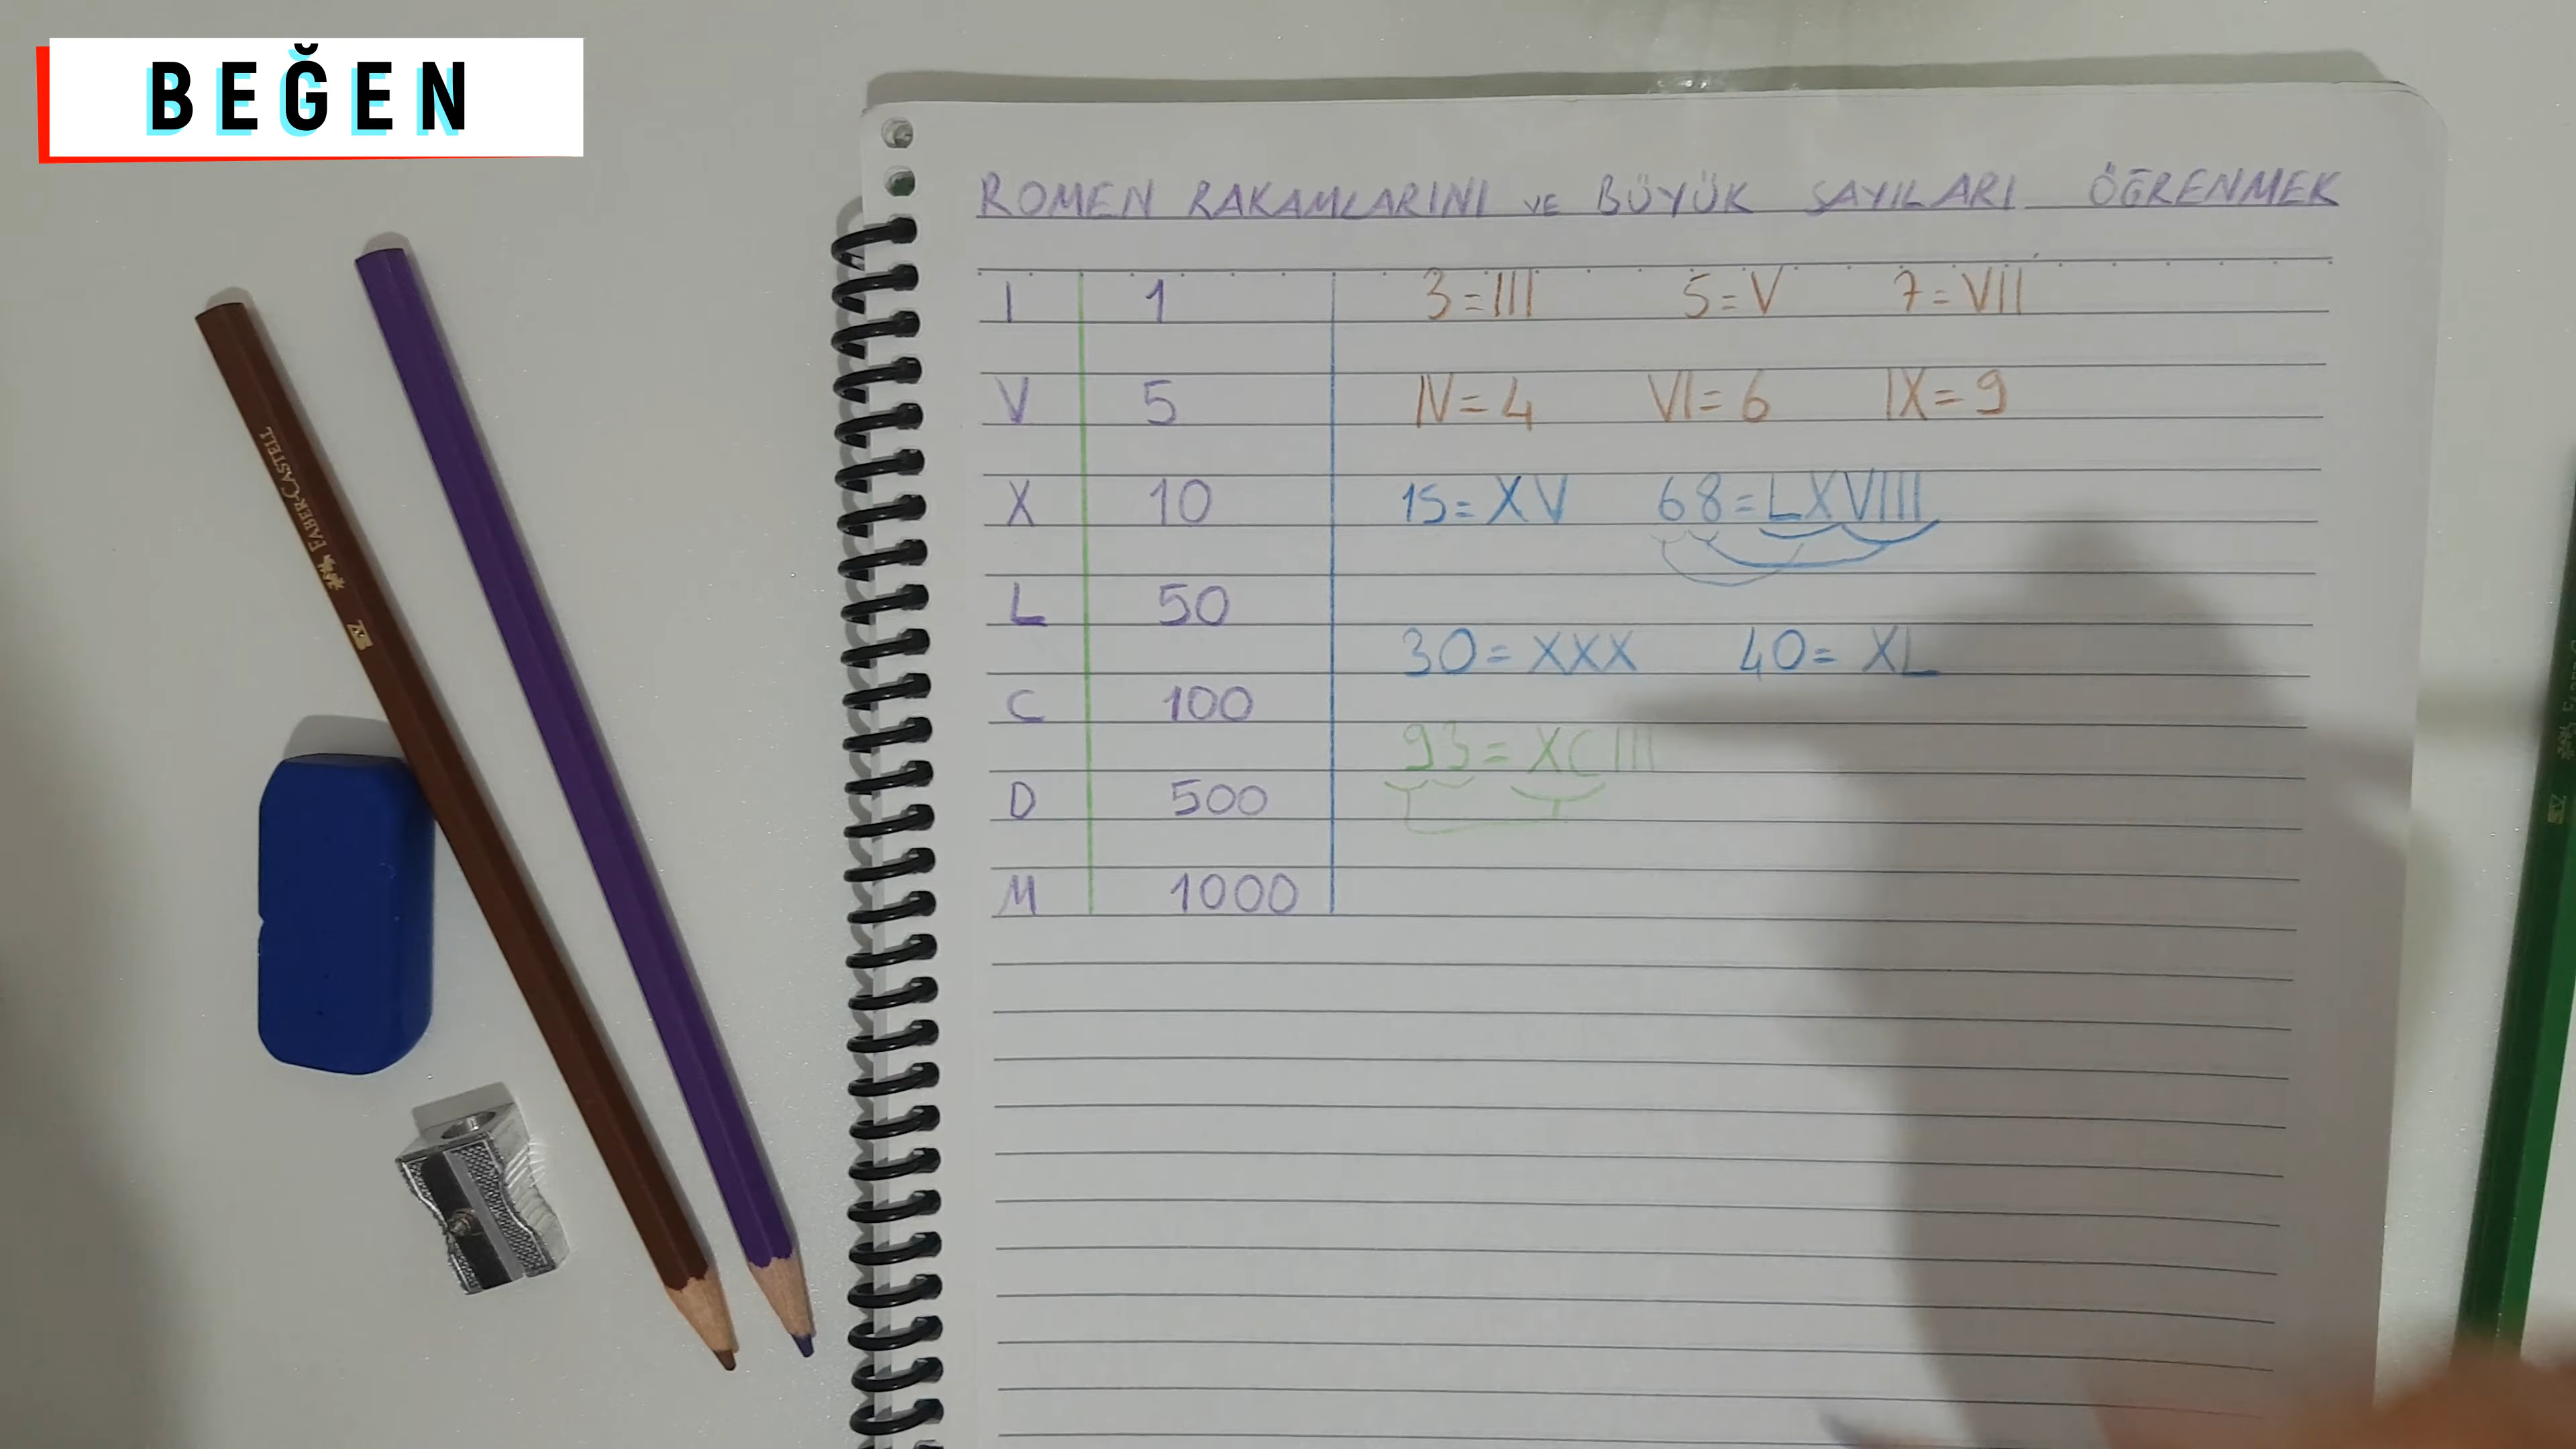 BEĞEN
ROMEN RAKAMLARINI VE BÜYÜK SAYILARI ÖĞRENMEK
I 1 3=III 5=V 7=VII
V 5 IV=4 VI=6 IX=9
X 10 15=XV 68=LXVIII
L 50
30=XXX 40=XL
C 100
93=XCIII
D 500
M 1000
FABER-CASTELL